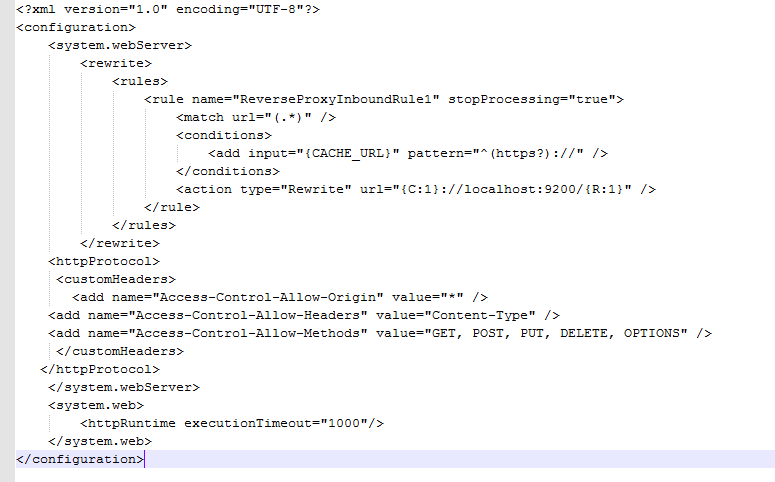 <?xml version="1.0" encoding="UTF-8"?>
<configuration>
    <system.webServer>
        <rewrite>
            <rules>
                <rule name="ReverseProxyInboundRule1" stopProcessing="true">
                    <match url="(.*)" />
                    <conditions>
                        <add input="{CACHE_URL}" pattern="^(https?)://" />
                    </conditions>
                    <action type="Rewrite" url="{C:1}://localhost:9200/{R:1}" />
                </rule>
            </rules>
        </rewrite>
    <httpProtocol>
     <customHeaders>
       <add name="Access-Control-Allow-Origin" value="*" />
    <add name="Access-Control-Allow-Headers" value="Content-Type" />
    <add name="Access-Control-Allow-Methods" value="GET, POST, PUT, DELETE, OPTIONS" />
     </customHeaders>
   </httpProtocol>
    </system.webServer>
    <system.web>
        <httpRuntime executionTimeout="1000"/>
    </system.web>
</configuration>